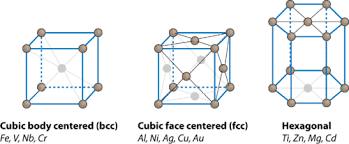 Cubic body centered (bcc)
Fe, V, Nb, Cr
Cubic face centered (fcc)
Al, Ni, Ag, Cu, Au
Hexagonal
Ti, Zn, Mg, Cd